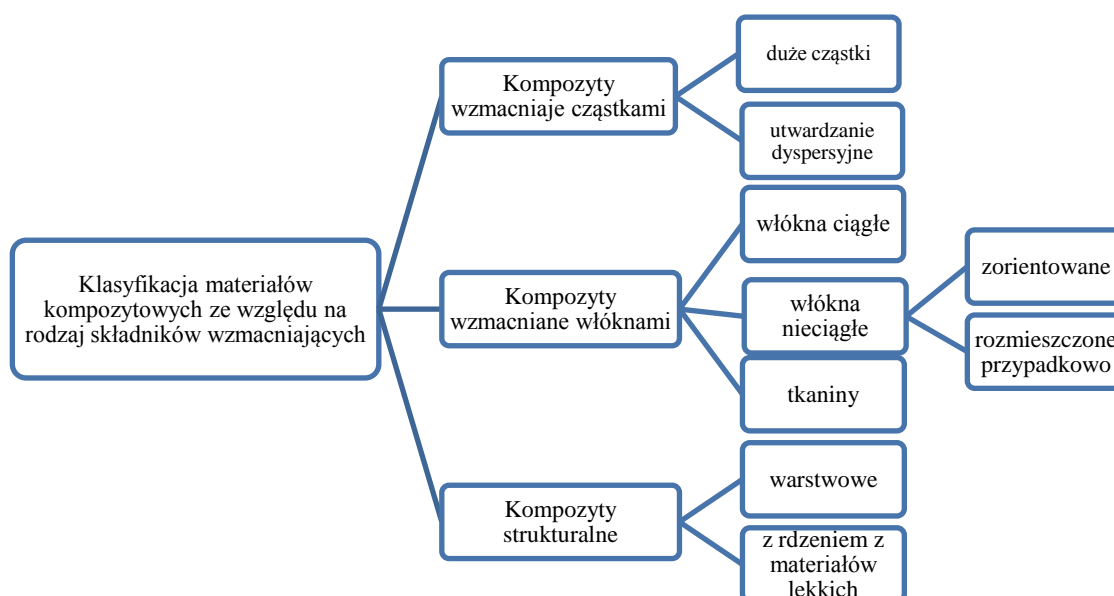 Klasyfikacja materiałów
kompozytowych ze względu na
rodzaj składników wzmacniających
Kompozyty
wzmacniaje cząstkami
duże cząstki
utwardzanie
dyspersyjne
Kompozyty
wzmacniane włóknami
włókna ciągłe
włókna
nieciągłe
zorientowane
rozmieszczone
przypadkowo
tkaniny
Kompozyty
strukturalne
warstwowe
z rdzeniem z
materiałów
lekkich